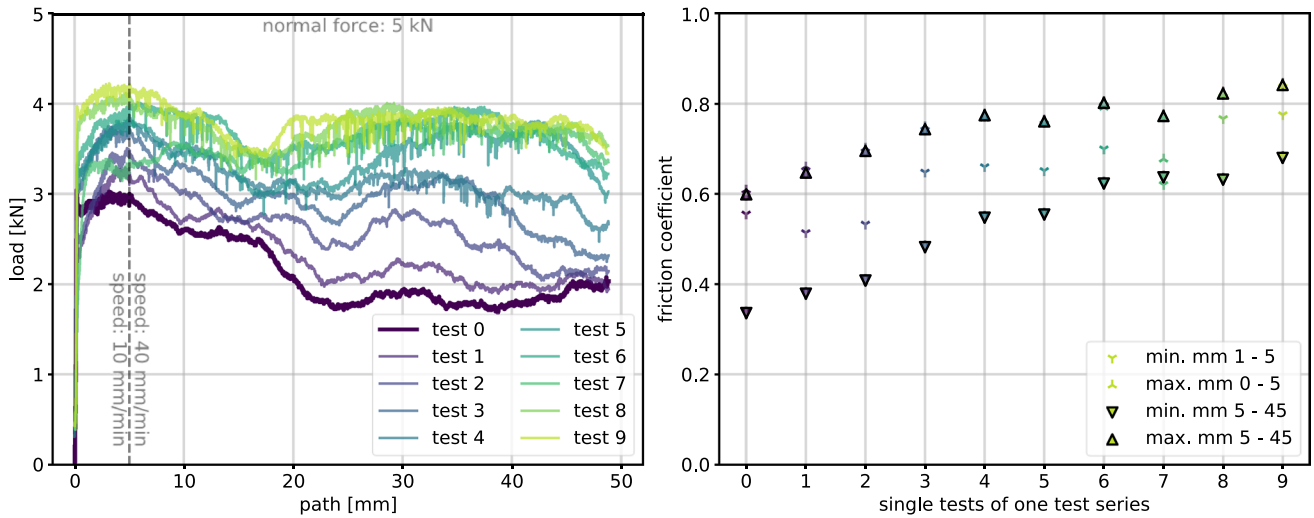 normal force: 5 kN
load [kN]
5
4
3
2
1
0
speed: 40 mm/min
speed: 10 mm/min
test 0
test 1
test 2
test 3
test 4
test 5
test 6
test 7
test 8
test 9
0 10 20 30 40 50
path [mm]
friction coefficient
1.0
0.8
0.6
0.4
0.2
0.0
min. mm 1 - 5
max. mm 0 - 5
min. mm 5 - 45
max. mm 5 - 45
0 1 2 3 4 5 6 7 8 9
single tests of one test series